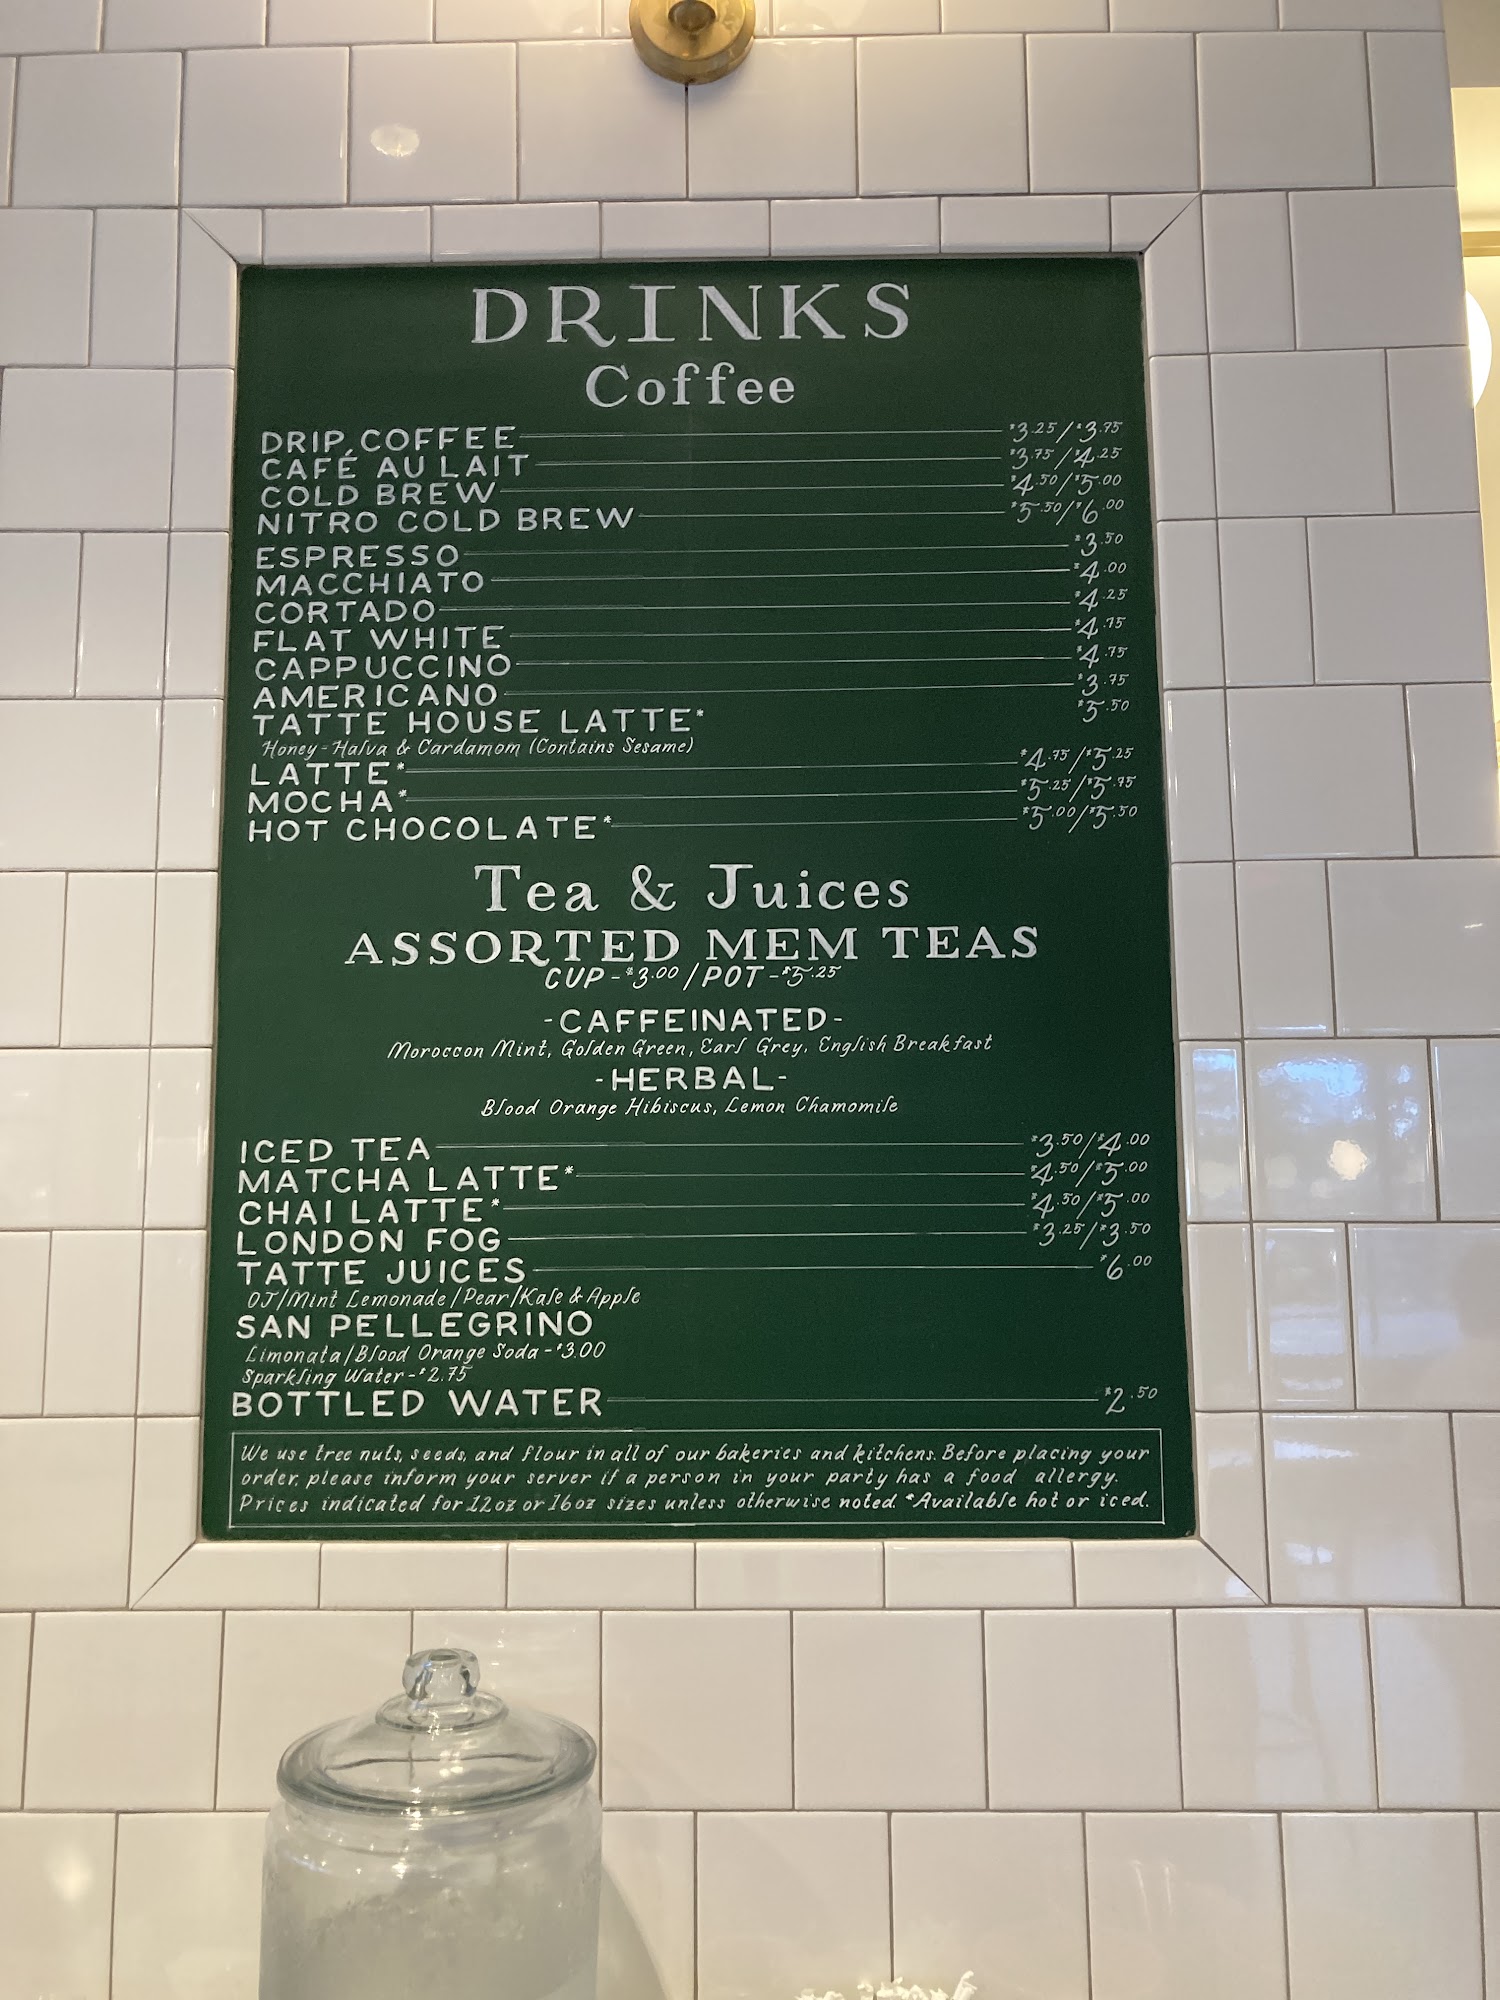 DRINKS
Coffee
DRIP COFFEE $3.25/$3.75
CAFÉ AU LAIT $3.75/$4.25
COLD BREW $4.50/$5.00
NITRO COLD BREW $5.50/$6.00
ESPRESSO $3.50
MACCHIATO $4.00
CORTADO $4.25
FLAT WHITE $4.75
CAPPUCCINO $4.75
AMERICANO $3.75
TATTE HOUSE LATTE* $5.50
Honey-Halva & Cardamom (Contains Sesame)
LATTE* $4.75/$5.25
MOCHA* $5.25/$5.75
HOT CHOCOLATE* $5.00/$5.50
Tea & Juices
ASSORTED MEM TEAS
CUP-$3.00/POT-$5.25
-CAFFEINATED-
Moroccon Mint, Golden Green, Earl Grey, English Breakfast
-HERBAL-
Blood Orange Hibiscus, Lemon Chamomile
ICED TEA $3.50/$4.00
MATCHA LATTE* $4.50/$5.00
CHAI LATTE* $4.50/$5.00
LONDON FOG $3.25/$3.50
TATTE JUICES $6.00
OJ/Mint Lemonade/Pear/Kale & Apple
SAN PELLEGRINO
Limonata/Blood Orange Soda-$3.00
Sparkling Water-$2.75
BOTTLED WATER $2.50
We use tree nuts, seeds, and flour in all of our bakeries and kitchens. Before placing your
order, please inform your server if a person in your party has a food allergy.
Prices indicated for 12oz or 16oz sizes unless otherwise noted. *Available hot or iced.